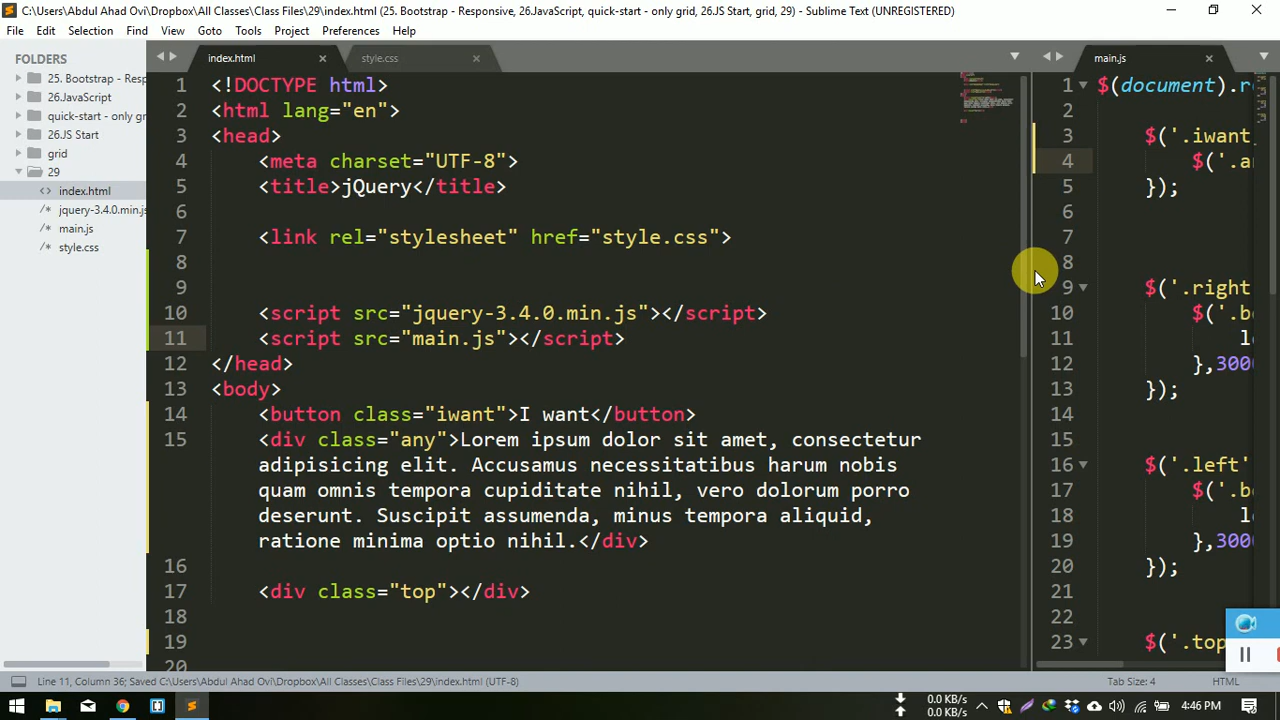 C:\Users\Abdul Ahad Ovi\Dropbox\All Classes\Class Files\29\index.html (25. Bootstrap - Responsive, 26.JavaScript, quick-start - only grid, 26.JS Start, grid, 29) - Sublime Text (UNREGISTERED)
File Edit Selection Find View Goto Tools Project Preferences Help
FOLDERS
25. Bootstrap - Resp
26.JavaScript
quick-start - only gri
26.JS Start
grid
29
index.html
jquery-3.4.0.min.js
main.js
style.css
index.html
style.css
1 <!DOCTYPE html>
2 <html lang="en">
3 <head>
4 <meta charset="UTF-8">
5 <title>jQuery</title>
6
7 <link rel="stylesheet" href="style.css">
8
9
10 <script src="jquery-3.4.0.min.js"></script>
11 <script src="main.js"></script>
12 </head>
13 <body>
14 <button class="iwant">I want</button>
15 <div class="any">Lorem ipsum dolor sit amet, consectetur
adipisicing elit. Accusamus necessitatibus harum nobis
quam omnis tempora cupiditate nihil, vero dolorum porro
deserunt. Suscipit assumenda, minus tempora aliquid,
ratione minima optio nihil.</div>
16
17 <div class="top"></div>
18
19
20
main.js
1 $(document).re
2
3 $('.iwant
4 $('.an
5 });
6
7
8
9 $('.right
10 $('.bo
11 le
12 },3000
13 });
14
15
16 $('.left'
17 $('.bo
18 le
19 },3000
20 });
21
22
23 $('.top
Line 11, Column 36; Saved C:\Users\Abdul Ahad Ovi\Dropbox\All Classes\Class Files\29\index.html (UTF-8)
Tab Size: 4
HTML
0.0 KB/s
0.0 KB/s
4:46 PM